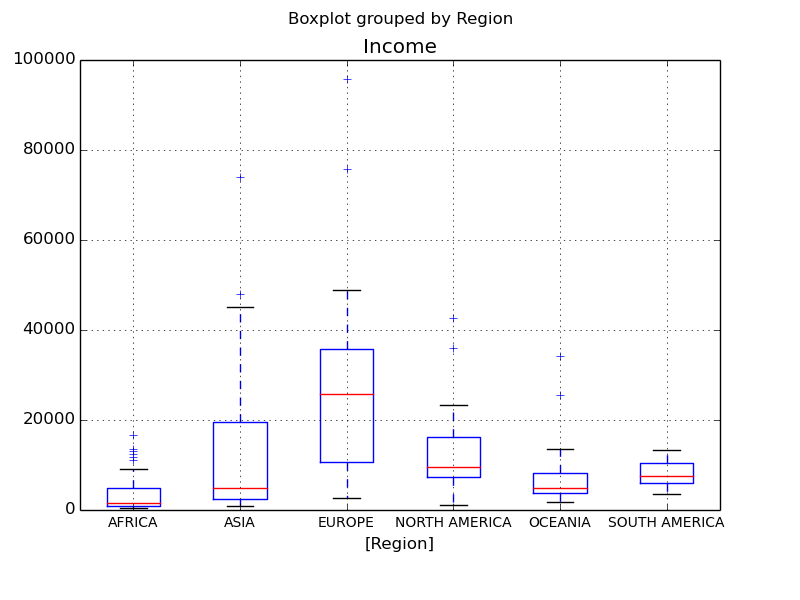 Boxplot grouped by Region
Income
100000
80000
60000
40000
20000
0
AFRICA ASIA EUROPE NORTH AMERICA OCEANIA SOUTH AMERICA
[Region]